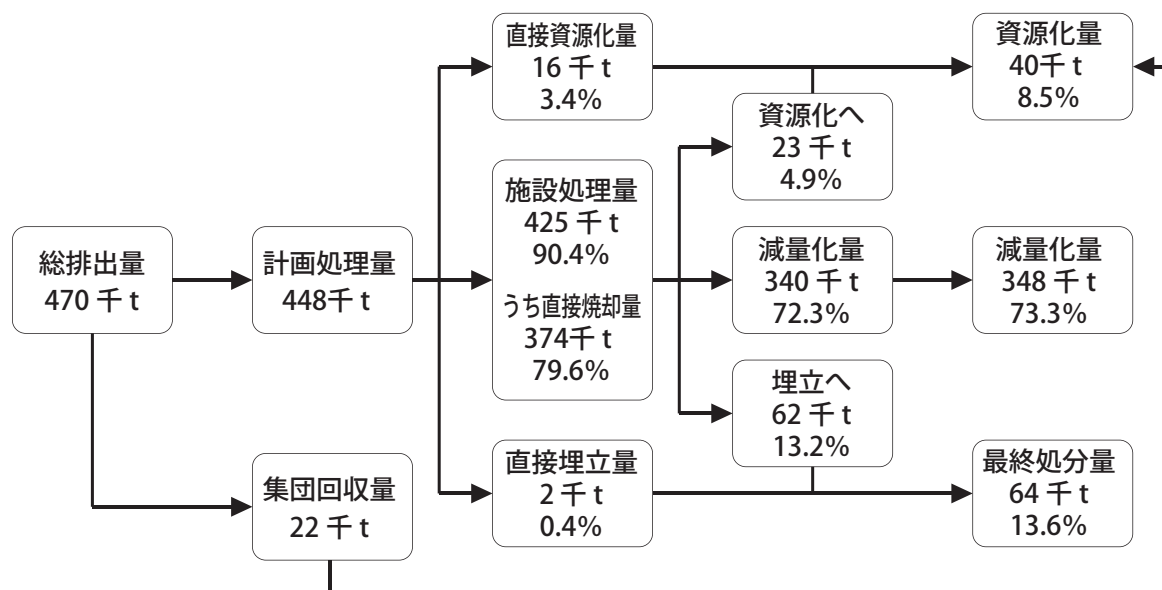 総排出量
470 千 t
計画処理量
448千 t
集団回収量
22 千 t
直接資源化量
16 千 t
3.4%
施設処理量
425 千 t
90.4%
うち直接焼却量
374千 t
79.6%
直接埋立量
2 千 t
0.4%
資源化へ
23 千 t
4.9%
減量化量
340 千 t
72.3%
埋立へ
62 千 t
13.2%
資源化量
40千 t
8.5%
減量化量
348 千 t
73.3%
最終処分量
64 千 t
13.6%